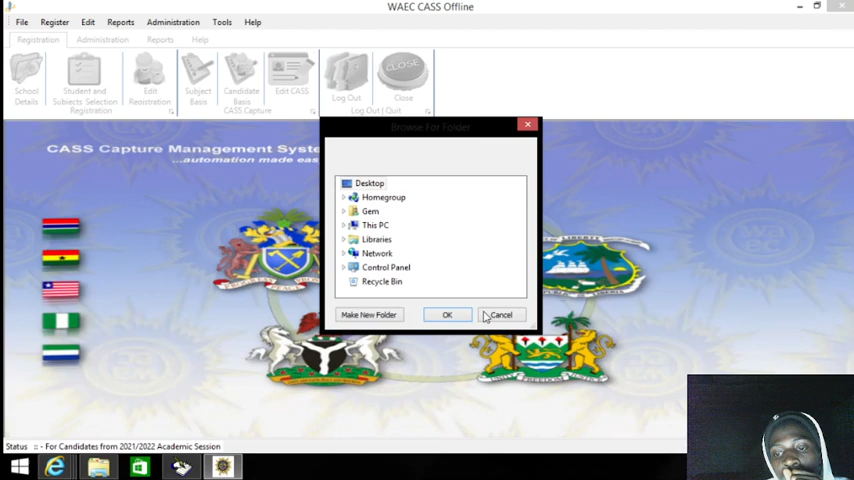 WAEC CASS Offline
File Register Edit Reports Administration Tools Help
Registration Administration Reports Help
School Details
Student and Subjects Selection
Edit Registration
Subject Basis
Candidate Basis
Edit CASS
Log Out
CLOSE
Close
Registration
CASS Capture
Log Out | Quit
Browse For Folder
CASS Capture Management Syste
...automation made eas
Desktop
Homegroup
Gem
This PC
Libraries
Network
Control Panel
Recycle Bin
Make New Folder OK Cancel
Status :: - For Candidates from 2021/2022 Academic Session